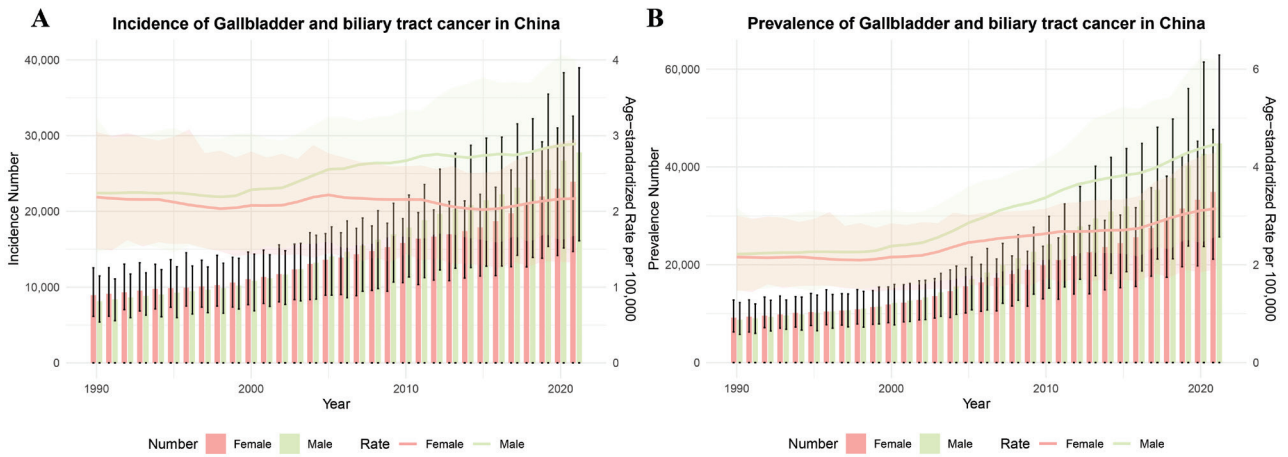 A
Incidence of Gallbladder and biliary tract cancer in China
40,000
30,000
20,000
10,000
0
Incidence Number
4
3
2
1
0
Age−standardized Rate per 100,000
1990
2000
2010
2020
Year
Number Female Male Rate Female Male
B
Prevalence of Gallbladder and biliary tract cancer in China
60,000
40,000
20,000
0
Prevalence Number
6
5
4
3
2
1
0
Age−standardized Rate per 100,000
1990
2000
2010
2020
Year
Number Female Male Rate Female Male